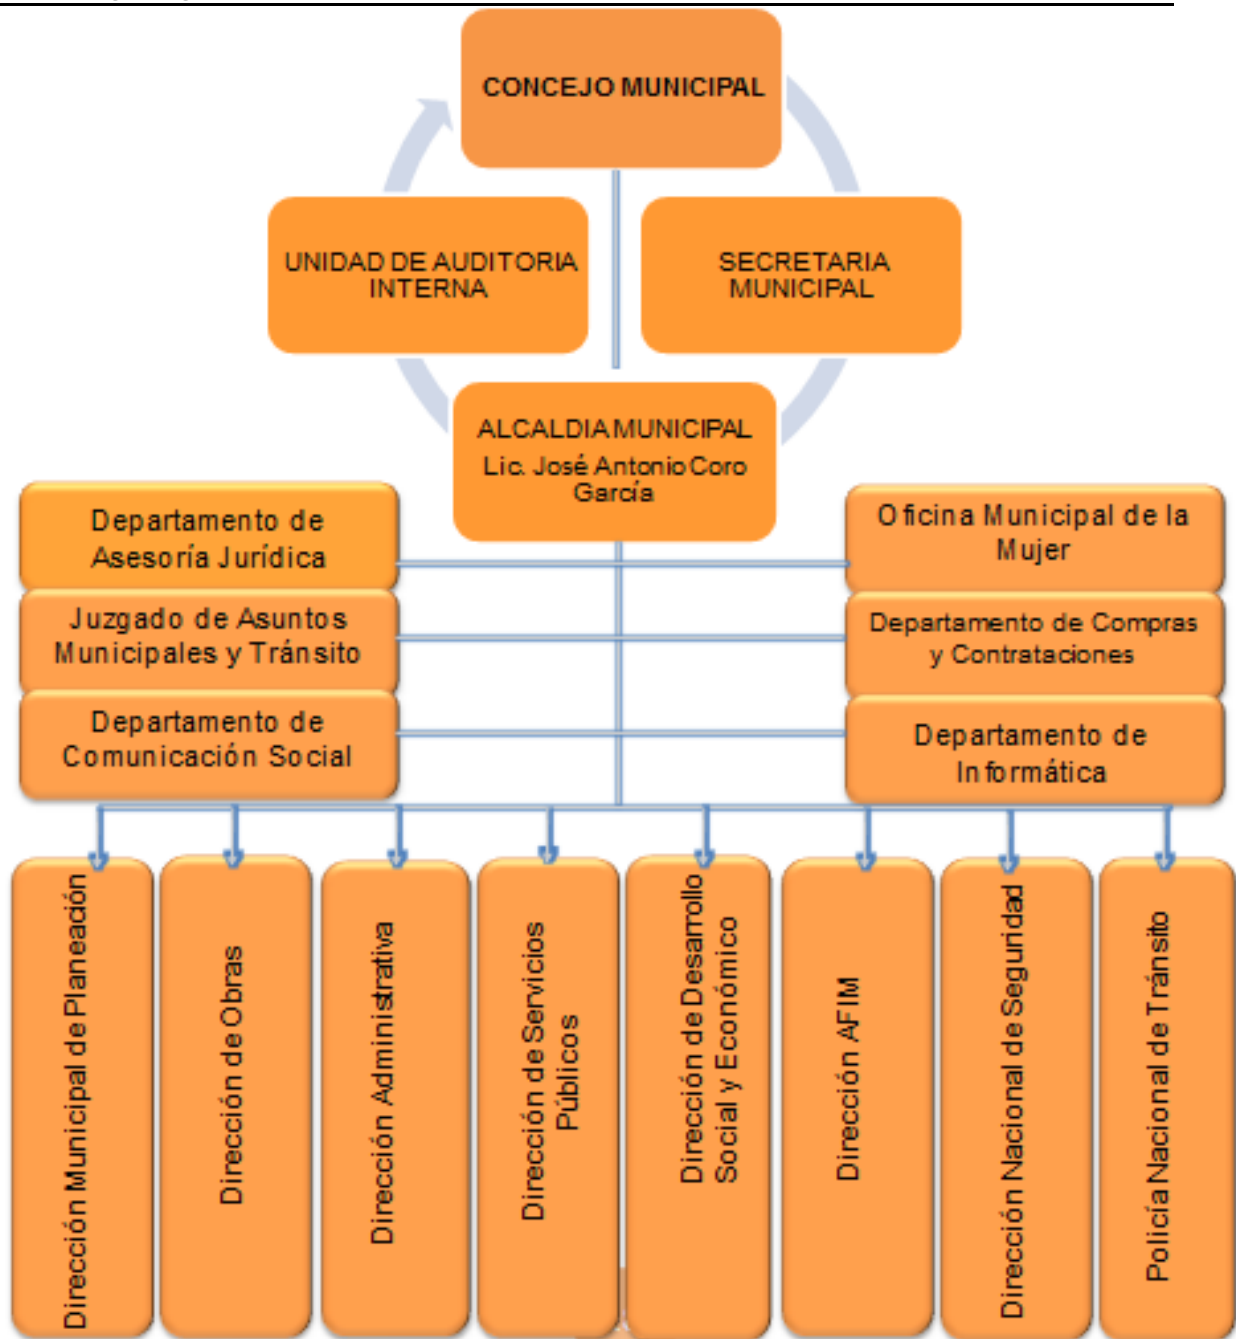 CONCEJO MUNICIPAL
UNIDAD DE AUDITORIA
INTERNA
SECRETARIA
MUNICIPAL
ALCALDIA MUNICIPAL
Lic. José Antonio Coro
García
Departamento de
Asesoría Jurídica
Oficina Municipal de la
Mujer
Juzgado de Asuntos
Municipales y Tránsito
Departamento de Compras
y Contrataciones
Departamento de
Comunicación Social
Departamento de
Informática
Dirección Municipal de Planeación
Dirección de Obras
Dirección Administrativa
Dirección de Servicios
Públicos
Dirección de Desarrollo
Social y Económico
Dirección AFIM
Dirección Nacional de Seguridad
Policía Nacional de Tránsito